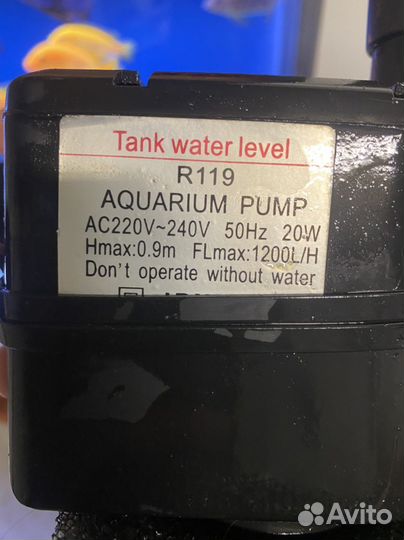 Tank water level
R119
AQUARIUM PUMP
AC220V~240V 50Hz 20W
Hmax:0.9m FLmax:1200L/H
Don't operate without water
Avito